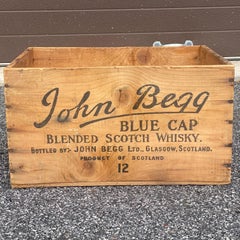 John Begg
BLUE CAP
BLENDED SCOTCH WHISKY.
BOTTLED BY:- JOHN BEGG LTD., GLASGOW, SCOTLAND.
PRODUCT OF SCOTLAND
12